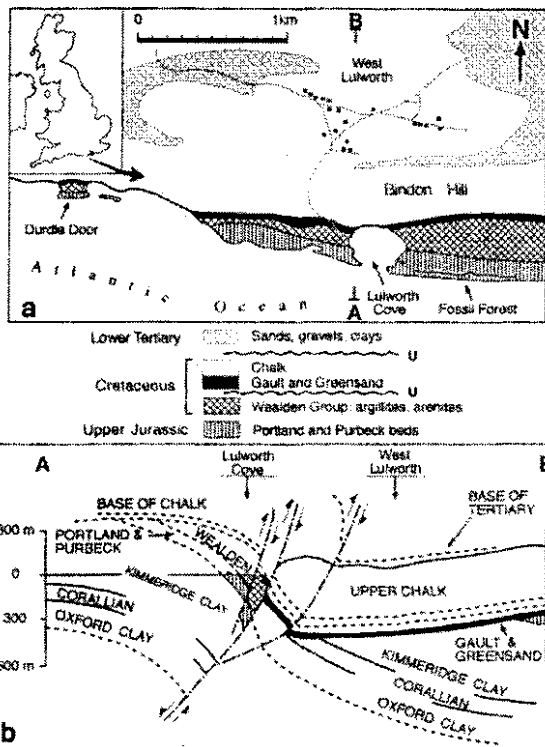 0 1km
B
N
West
Lulworth
Bindon Hill
Durdle Door
Atlantic Ocean
a
A
Lulworth
Cove
Fossil Forest
Lower Tertiary
Sands, gravels, clays
U
Cretaceous
Chalk
Gault and Greensand
U
Wealden Group: argillites, arenites
Upper Jurassic
Portland and Purbeck beds
A
Lulworth
Cove
West
Lulworth
B
BASE OF CHALK
BASE OF
TERTIARY
300 m
PORTLAND &
PURBECK
WEALDEN
0
KIMMERIDGE CLAY
UPPER CHALK
CORALLIAN
300
OXFORD CLAY
GAULT &
GREENSAND
KIMMERIDGE CLAY
600 m
CORALLIAN
OXFORD CLAY
b